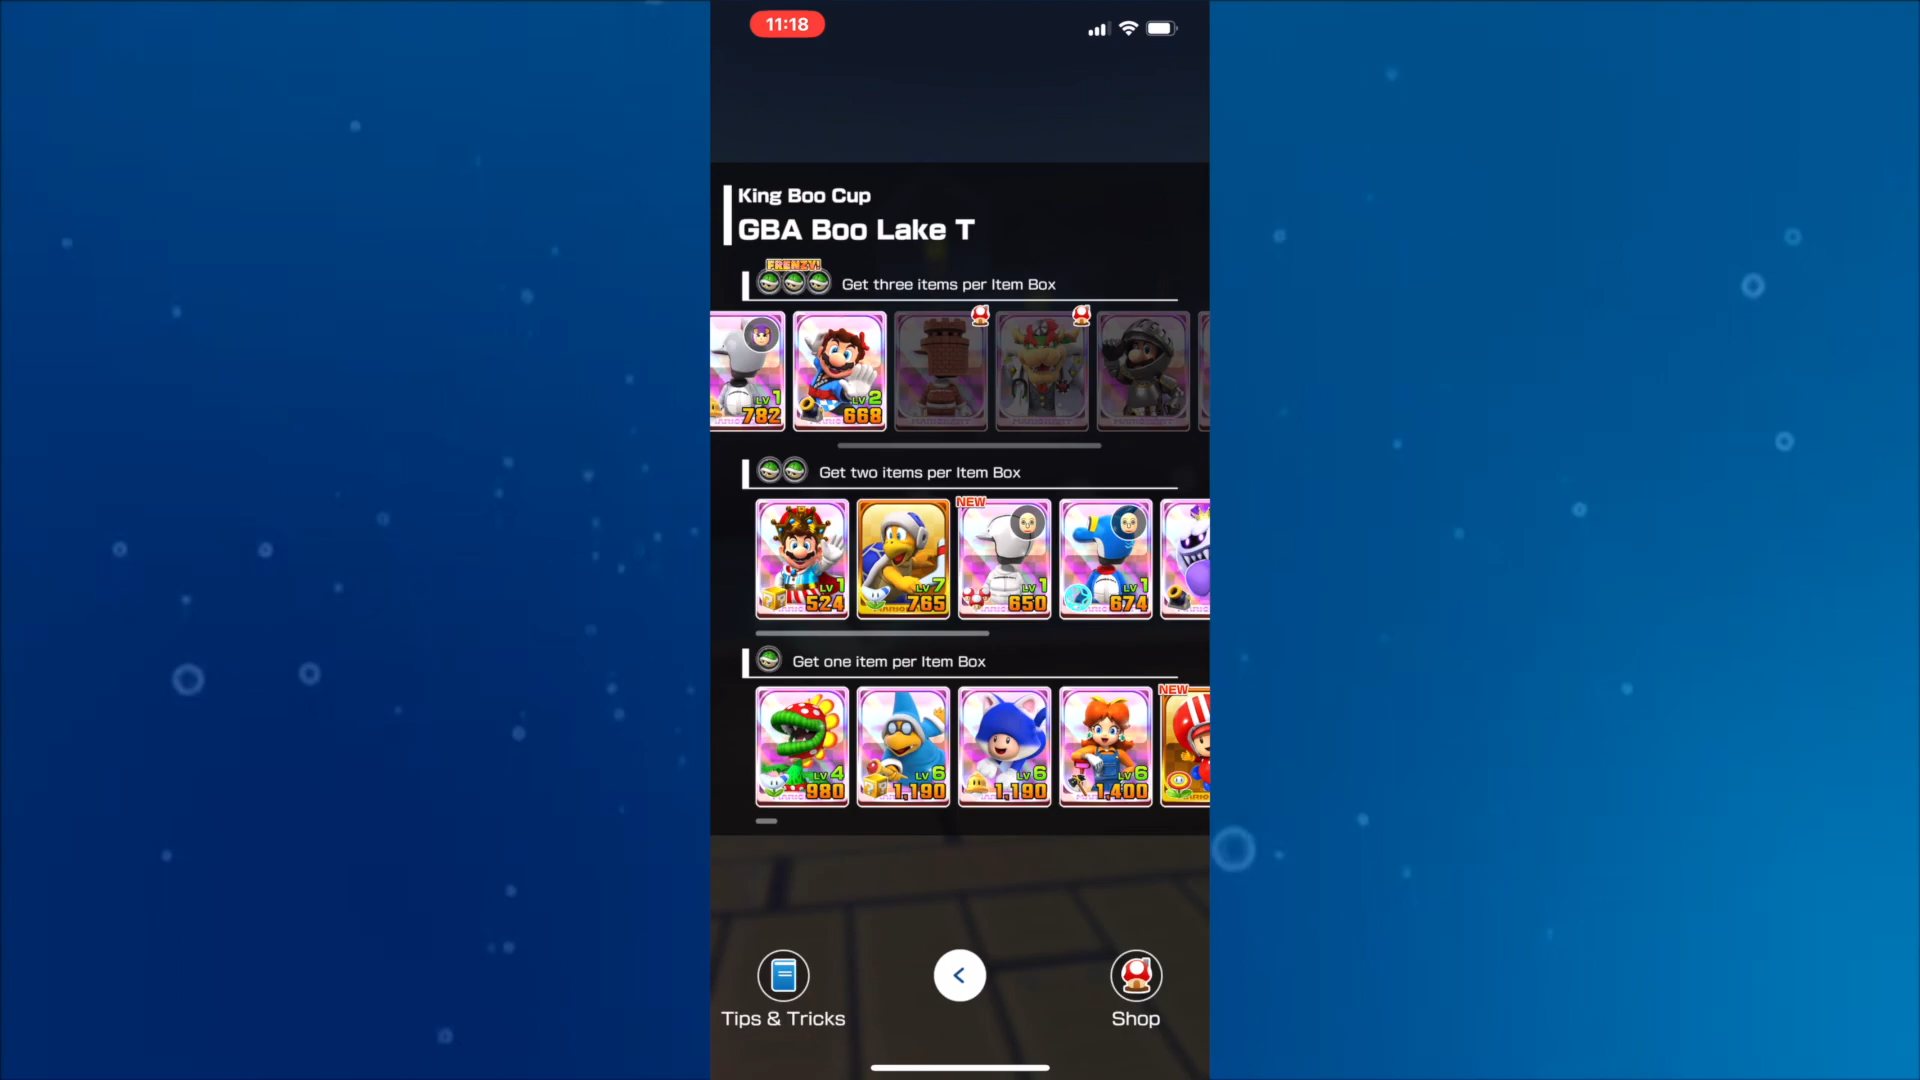 11:18
King Boo Cup
GBA Boo Lake T
FRENZY!
Get three items per Item Box
LV 1
782
LV 2
668
Get two items per Item Box
NEW
LV 1
524
LV 7
765
LV 1
650
LV 1
674
Get one item per Item Box
NEW
LV 4
980
LV 6
1,190
LV 6
1,190
LV 6
1,400
Tips & Tricks
Shop